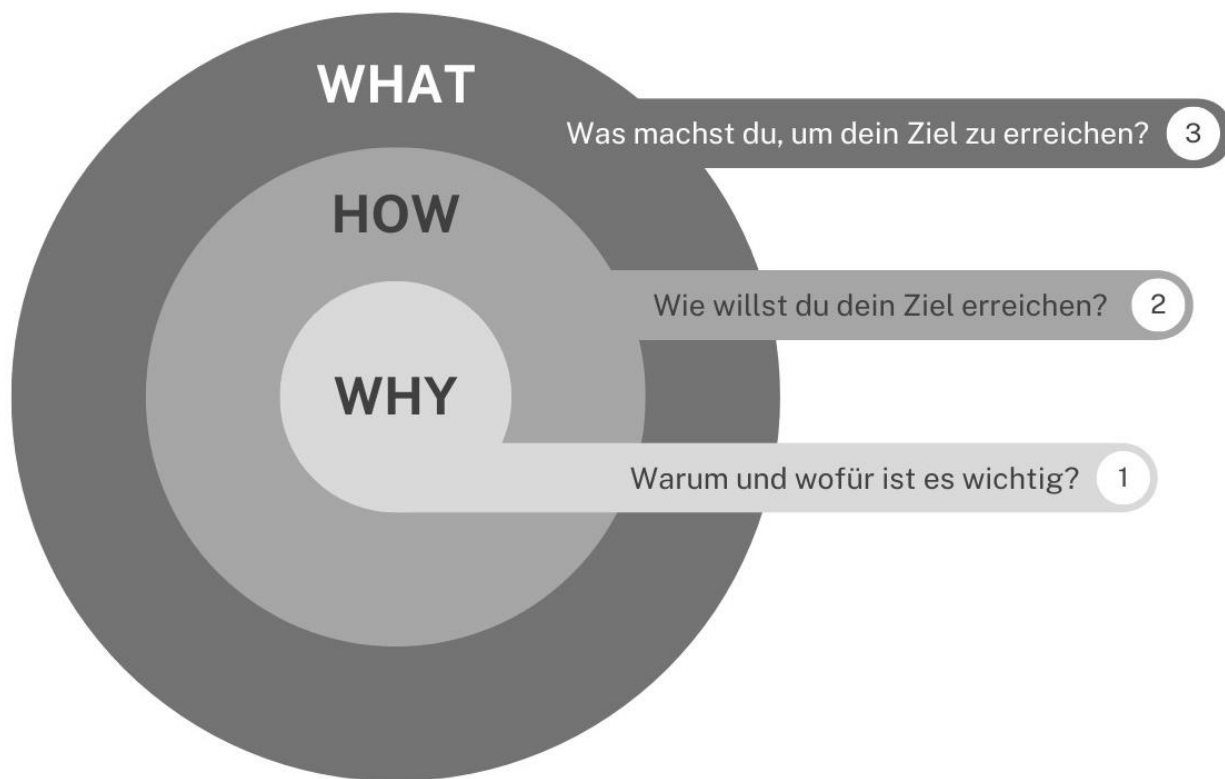 WHAT
Was machst du, um dein Ziel zu erreichen? 3
HOW
Wie willst du dein Ziel erreichen? 2
WHY
Warum und wofür ist es wichtig? 1